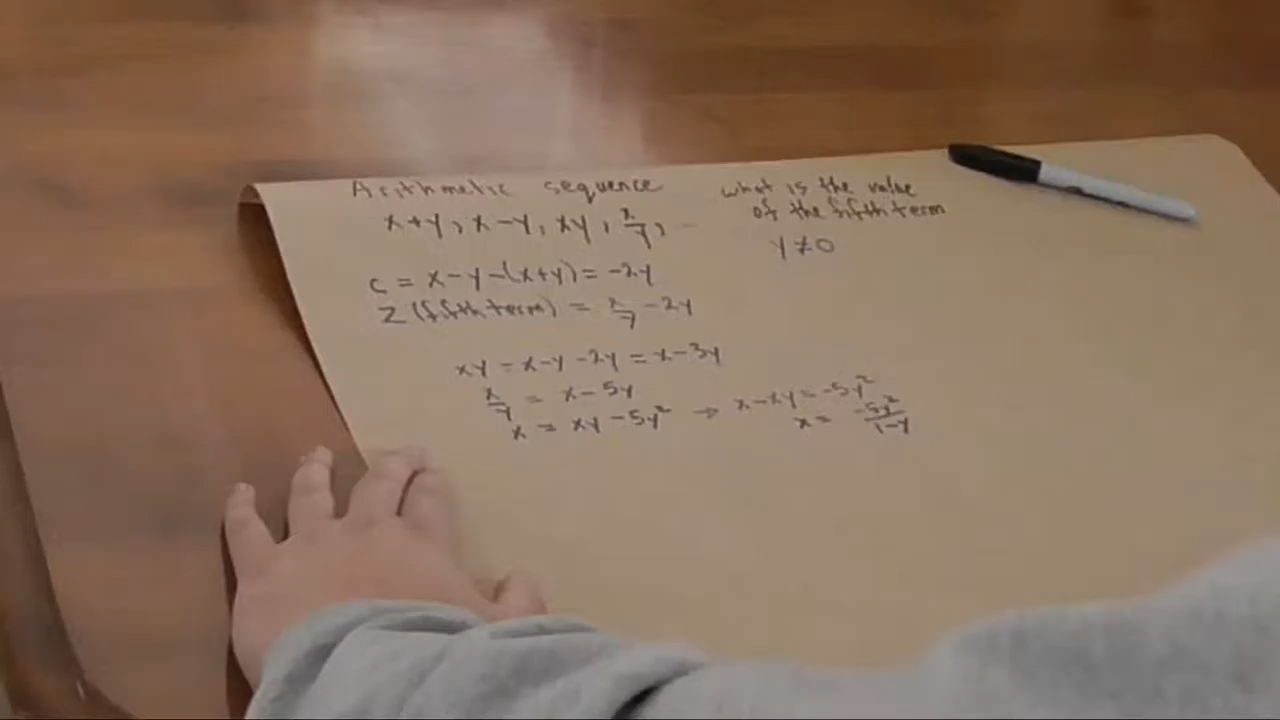 Arithmetic sequence
x+y, x-y, xy, x/y, --
what is the value
of the fifth term
y≠0
c = x-y-(x+y) = -2y
Z (fifth term) = x/y -2y
xy = x-y -2y = x-3y
x/y = x-5y
x = xy -5y² → x-xy = -5y²
x = -5y²/1-y